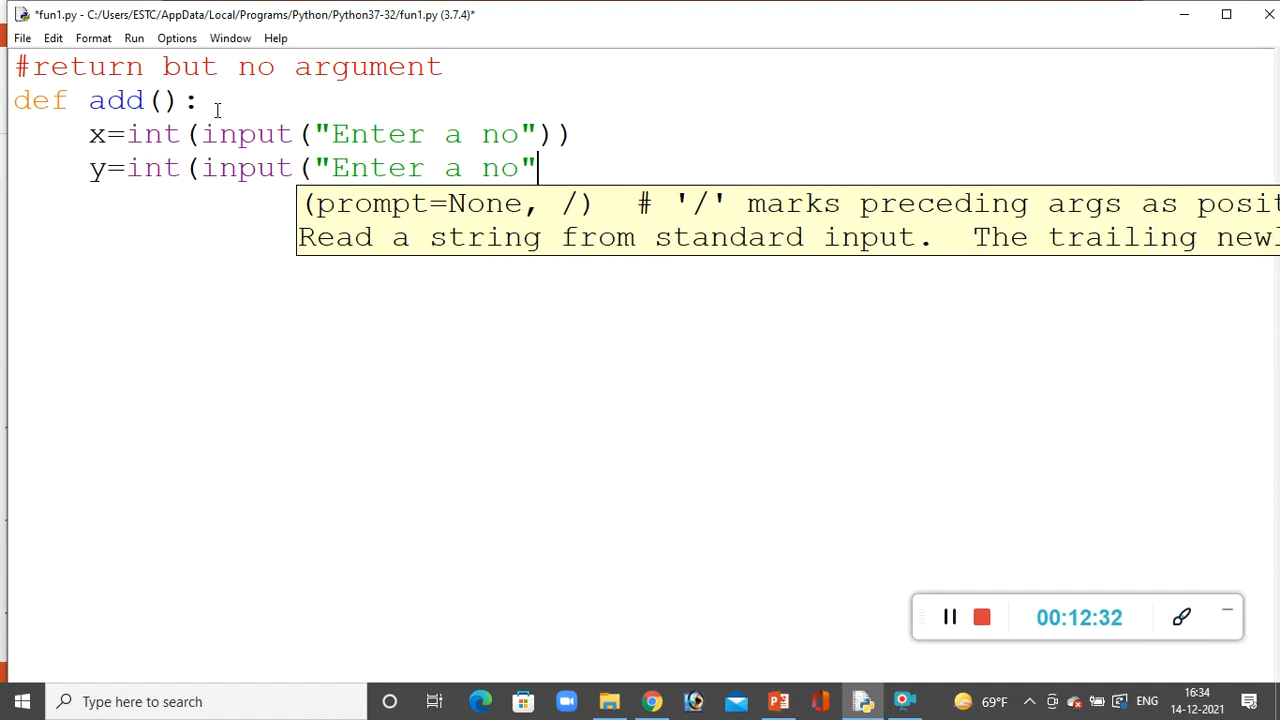 *fun1.py - C:/Users/ESTC/AppData/Local/Programs/Python/Python37-32/fun1.py (3.7.4)*
File Edit Format Run Options Window Help
#return but no argument
def add():
    x=int(input("Enter a no"))
    y=int(input("Enter a no"
(prompt=None, /)  # '/' marks preceding args as posit
Read a string from standard input.  The trailing newl
00:12:32
Type here to search
69°F
ENG
16:34
14-12-2021